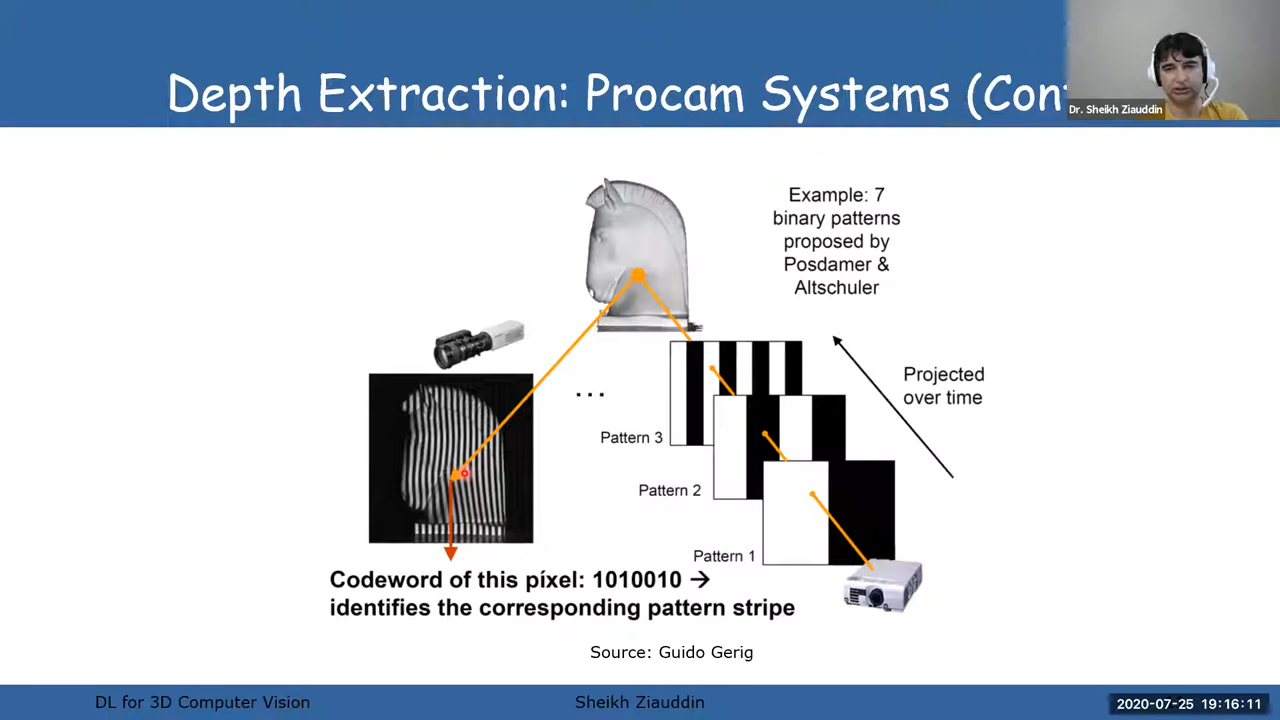 Depth Extraction: Procam Systems (Cont
Dr. Sheikh Ziauddin
Example: 7
binary patterns
proposed by
Posdamer &
Altschuler
Projected
over time
...
Pattern 3
Pattern 2
Pattern 1
Codeword of this píxel: 1010010 →
identifies the corresponding pattern stripe
Source: Guido Gerig
DL for 3D Computer Vision
Sheikh Ziauddin
2020-07-25 19:16:11